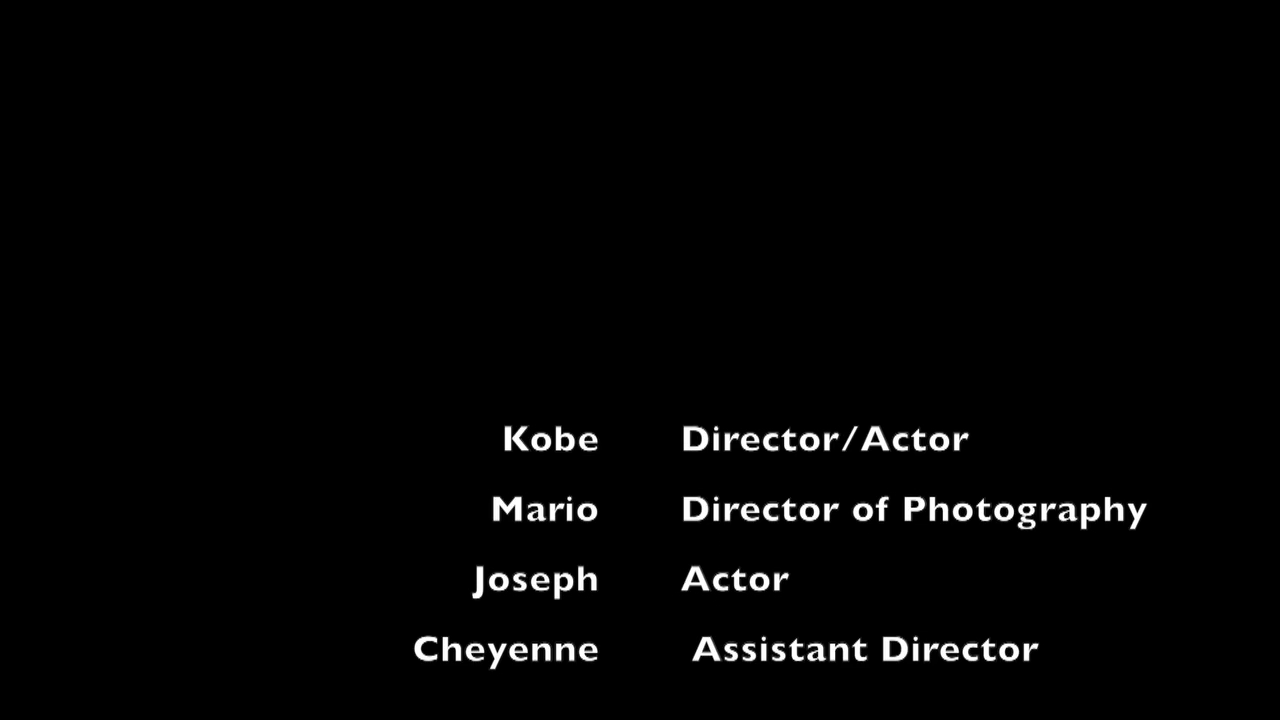 Kobe Director/Actor
Mario Director of Photography
Joseph Actor
Cheyenne Assistant Director